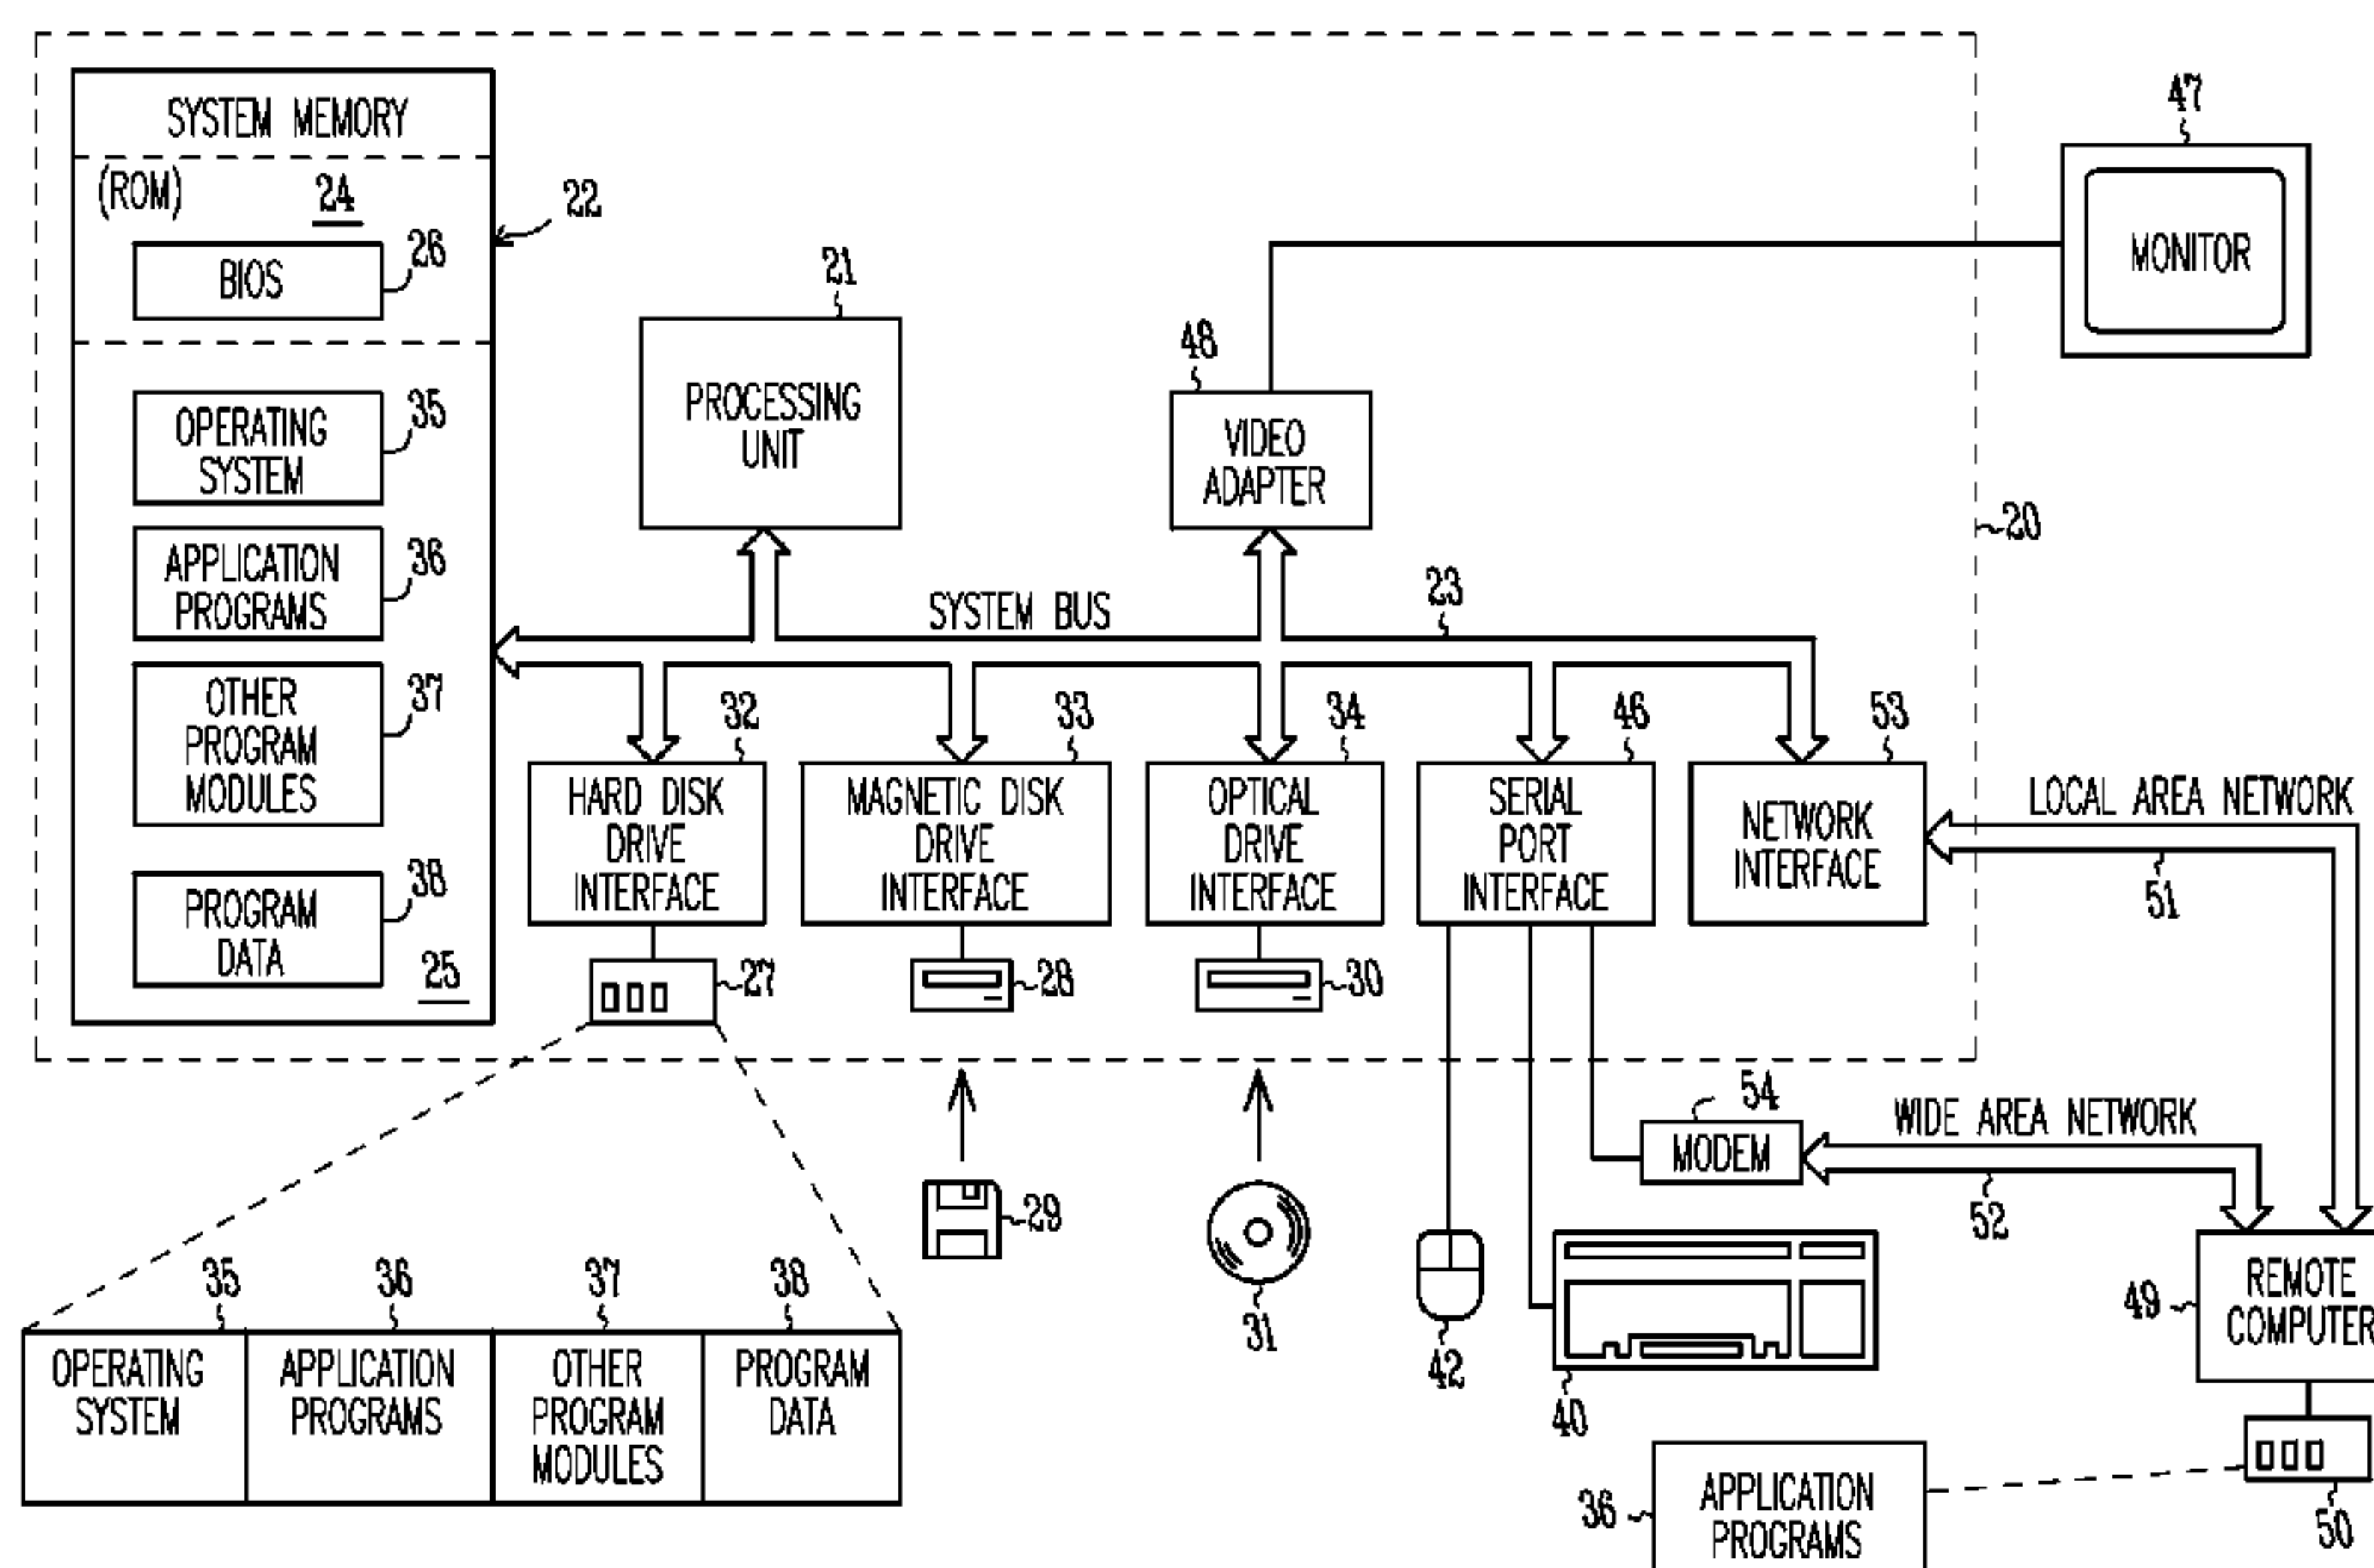 SYSTEM MEMORY
(ROM)
24
22
BIOS
26
OPERATING
SYSTEM
35
APPLICATION
PROGRAMS
36
OTHER
PROGRAM
MODULES
37
PROGRAM
DATA
38
25
21
PROCESSING
UNIT
48
VIDEO
ADAPTER
47
MONITOR
20
SYSTEM BUS
23
32
HARD DISK
DRIVE
INTERFACE
33
MAGNETIC DISK
DRIVE
INTERFACE
34
OPTICAL
DRIVE
INTERFACE
46
SERIAL
PORT
INTERFACE
53
NETWORK
INTERFACE
LOCAL AREA NETWORK
51
27
28
30
54
MODEM
WIDE AREA NETWORK
52
29
31
42
40
49
REMOTE
COMPUTER
50
35
OPERATING
SYSTEM
36
APPLICATION
PROGRAMS
37
OTHER
PROGRAM
MODULES
38
PROGRAM
DATA
36
APPLICATION
PROGRAMS